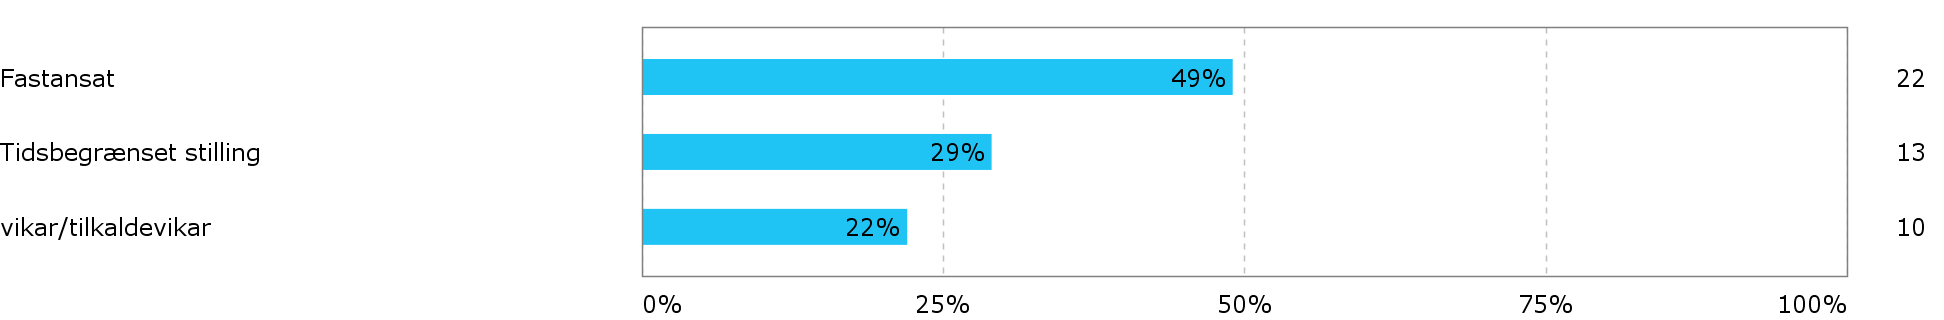 Fastansat 49% 22
Tidsbegrænset stilling 29% 13
vikar/tilkaldevikar 22% 10
0% 25% 50% 75% 100%